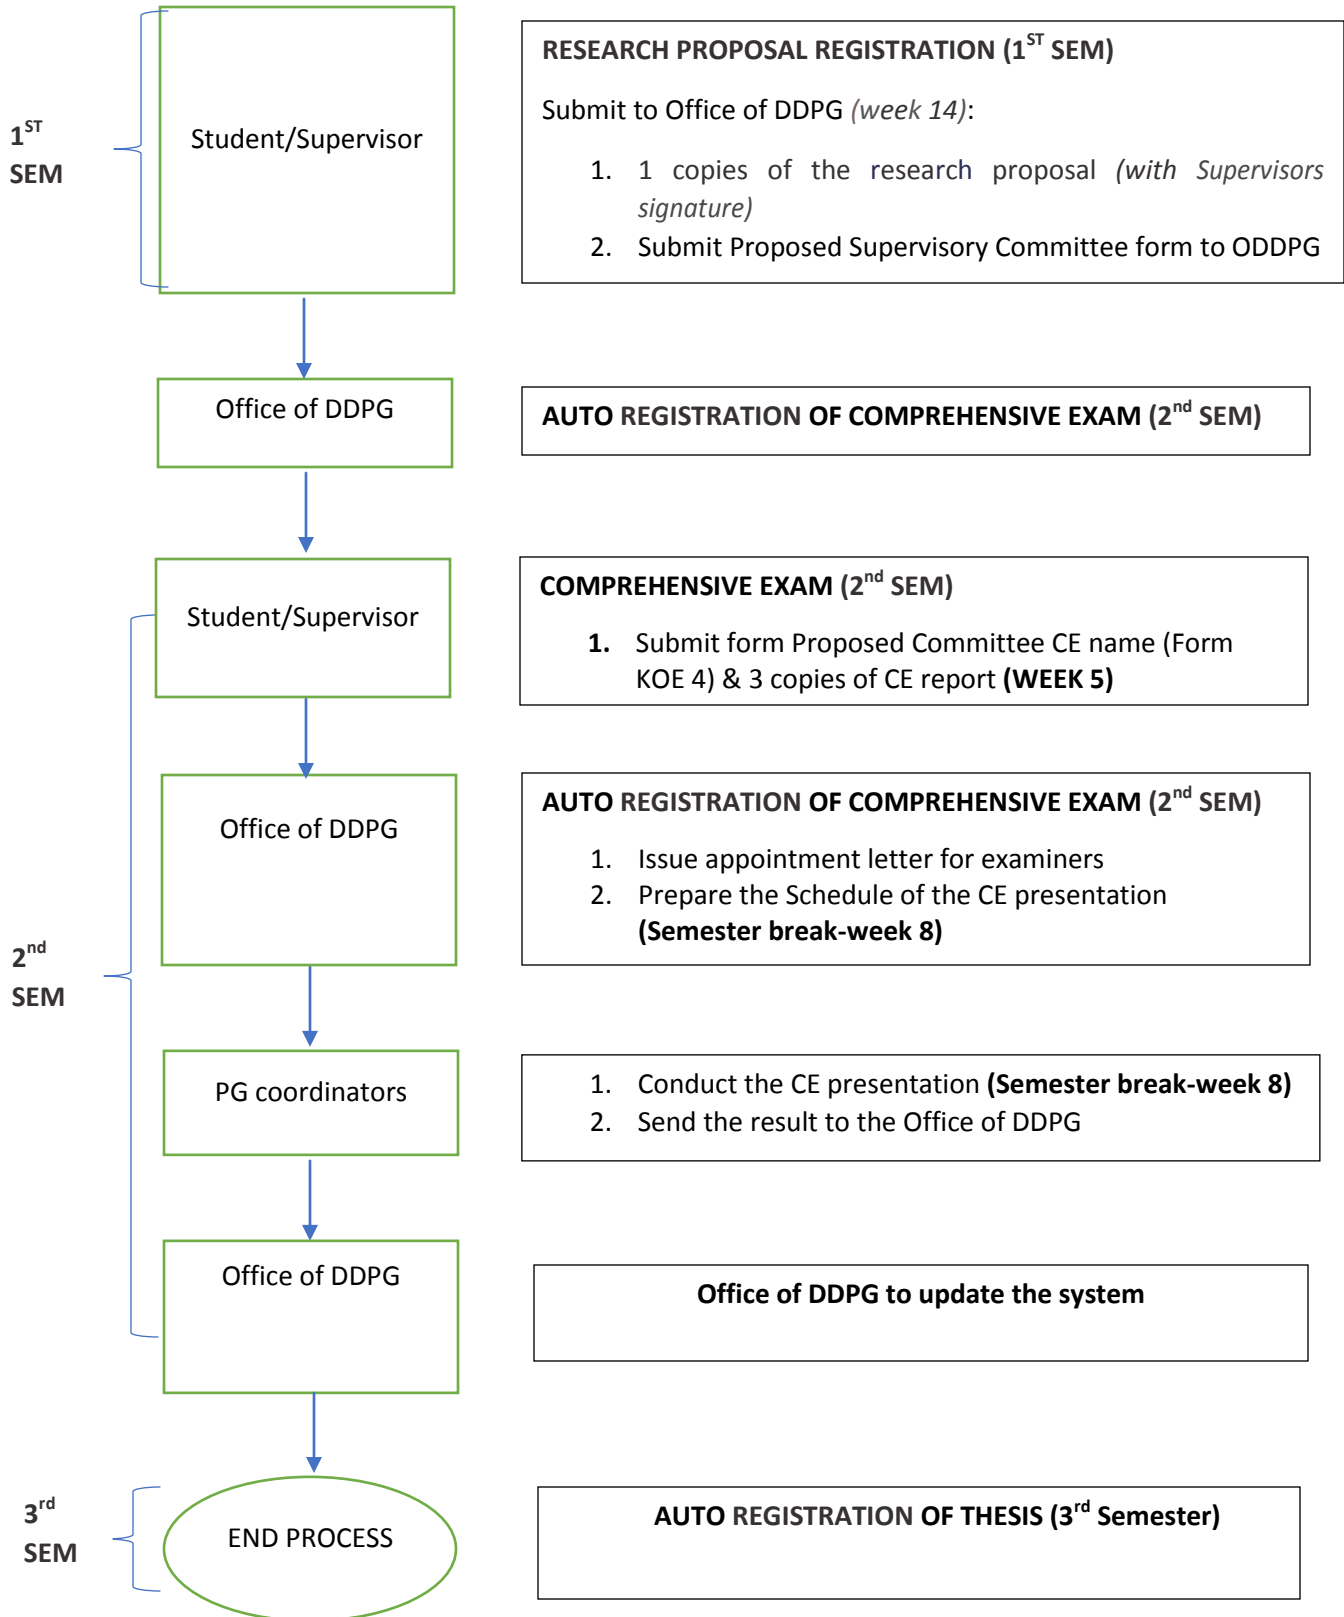 1ST
SEM
Student/Supervisor
RESEARCH PROPOSAL REGISTRATION (1ST SEM)
Submit to Office of DDPG (week 14):
1. 1 copies of the research proposal (with Supervisors
signature)
2. Submit Proposed Supervisory Committee form to ODDPG
Office of DDPG
AUTO REGISTRATION OF COMPREHENSIVE EXAM (2nd SEM)
2nd
SEM
Student/Supervisor
COMPREHENSIVE EXAM (2nd SEM)
1. Submit form Proposed Committee CE name (Form
KOE 4) & 3 copies of CE report (WEEK 5)
Office of DDPG
AUTO REGISTRATION OF COMPREHENSIVE EXAM (2nd SEM)
1. Issue appointment letter for examiners
2. Prepare the Schedule of the CE presentation
(Semester break-week 8)
PG coordinators
1. Conduct the CE presentation (Semester break-week 8)
2. Send the result to the Office of DDPG
Office of DDPG
Office of DDPG to update the system
3rd
SEM
END PROCESS
AUTO REGISTRATION OF THESIS (3rd Semester)